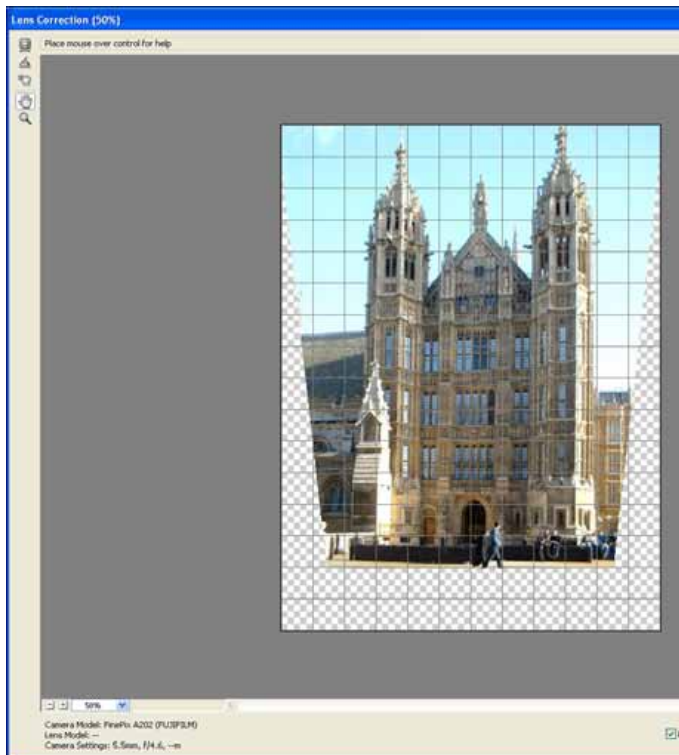 Lens Correction (50%)
Place mouse over control for help
50%
Camera Model: FinePix A202 (FUJIFILM)
Lens Model: --
Camera Settings: 5.5mm, f/4.6, --m